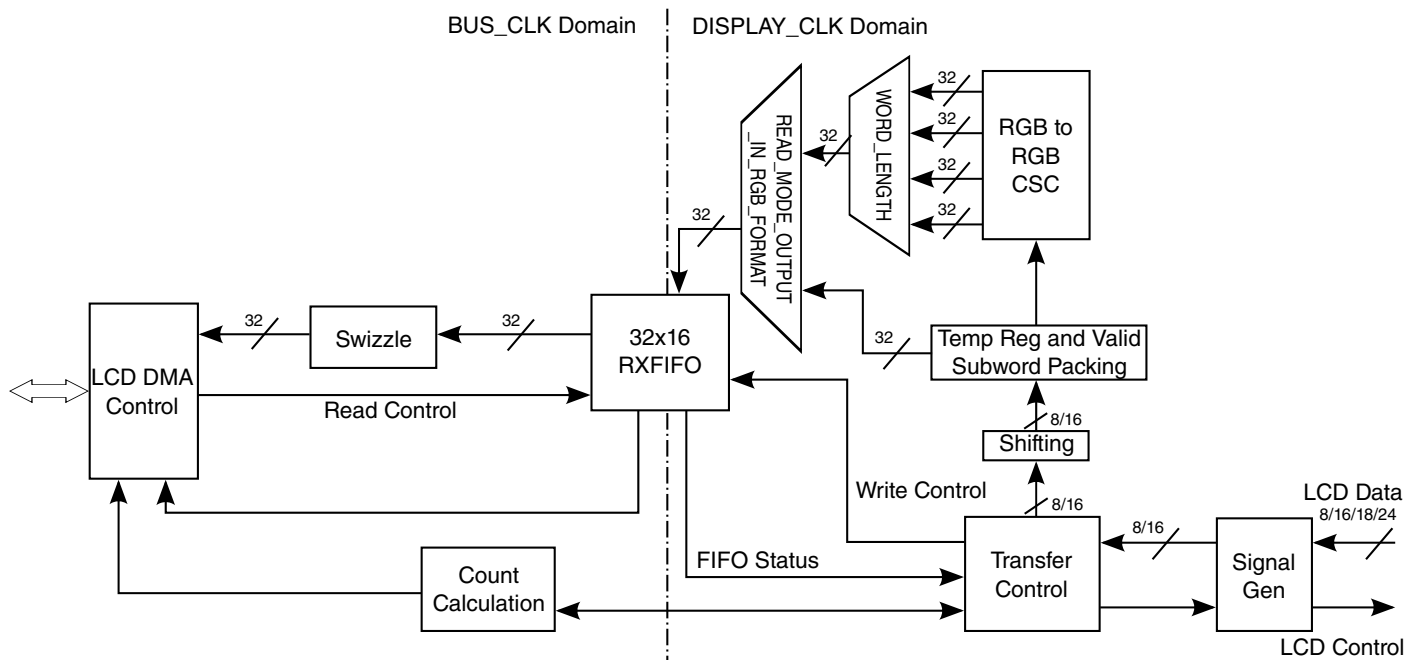 BUS_CLK Domain
DISPLAY_CLK Domain
32
32
32
32
RGB to
RGB
CSC
WORD_LENGTH
32
READ_MODE_OUTPUT
_IN_RGB_FORMAT
32
32x16
RXFIFO
32
Swizzle
32
LCD DMA
Control
Read Control
32
Temp Reg and Valid
Subword Packing
8/16
Shifting
8/16
Write Control
LCD Data
8/16/18/24
8/16
FIFO Status
Transfer
Control
Signal
Gen
Count
Calculation
LCD Control